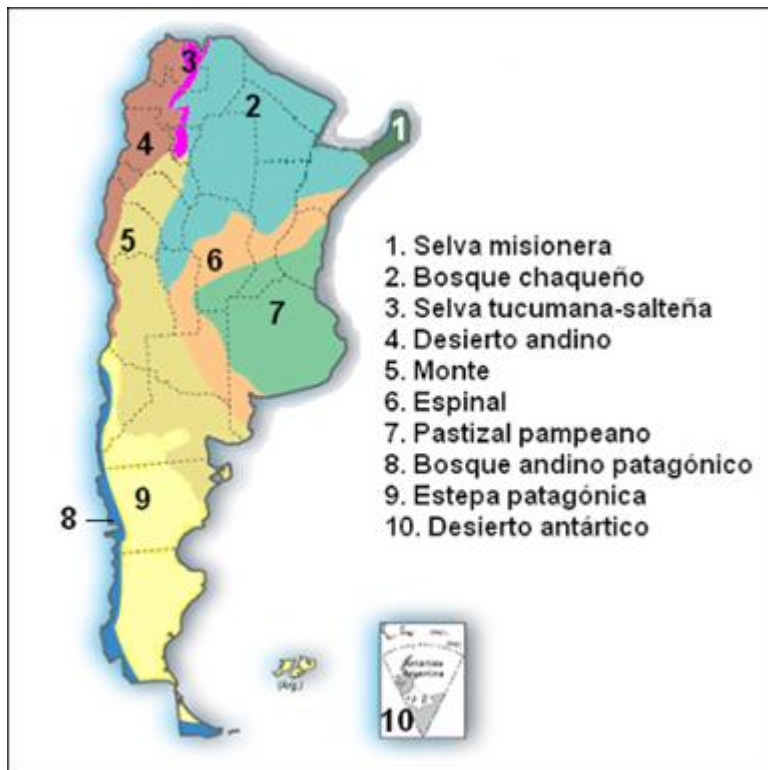 3
2
1
4
5
6
7
9
8
1. Selva misionera
2. Bosque chaqueño
3. Selva tucumana-salteña
4. Desierto andino
5. Monte
6. Espinal
7. Pastizal pampeano
8. Bosque andino patagónico
9. Estepa patagónica
10. Desierto antártico
(Arg.)
Antártida
Argentina
10